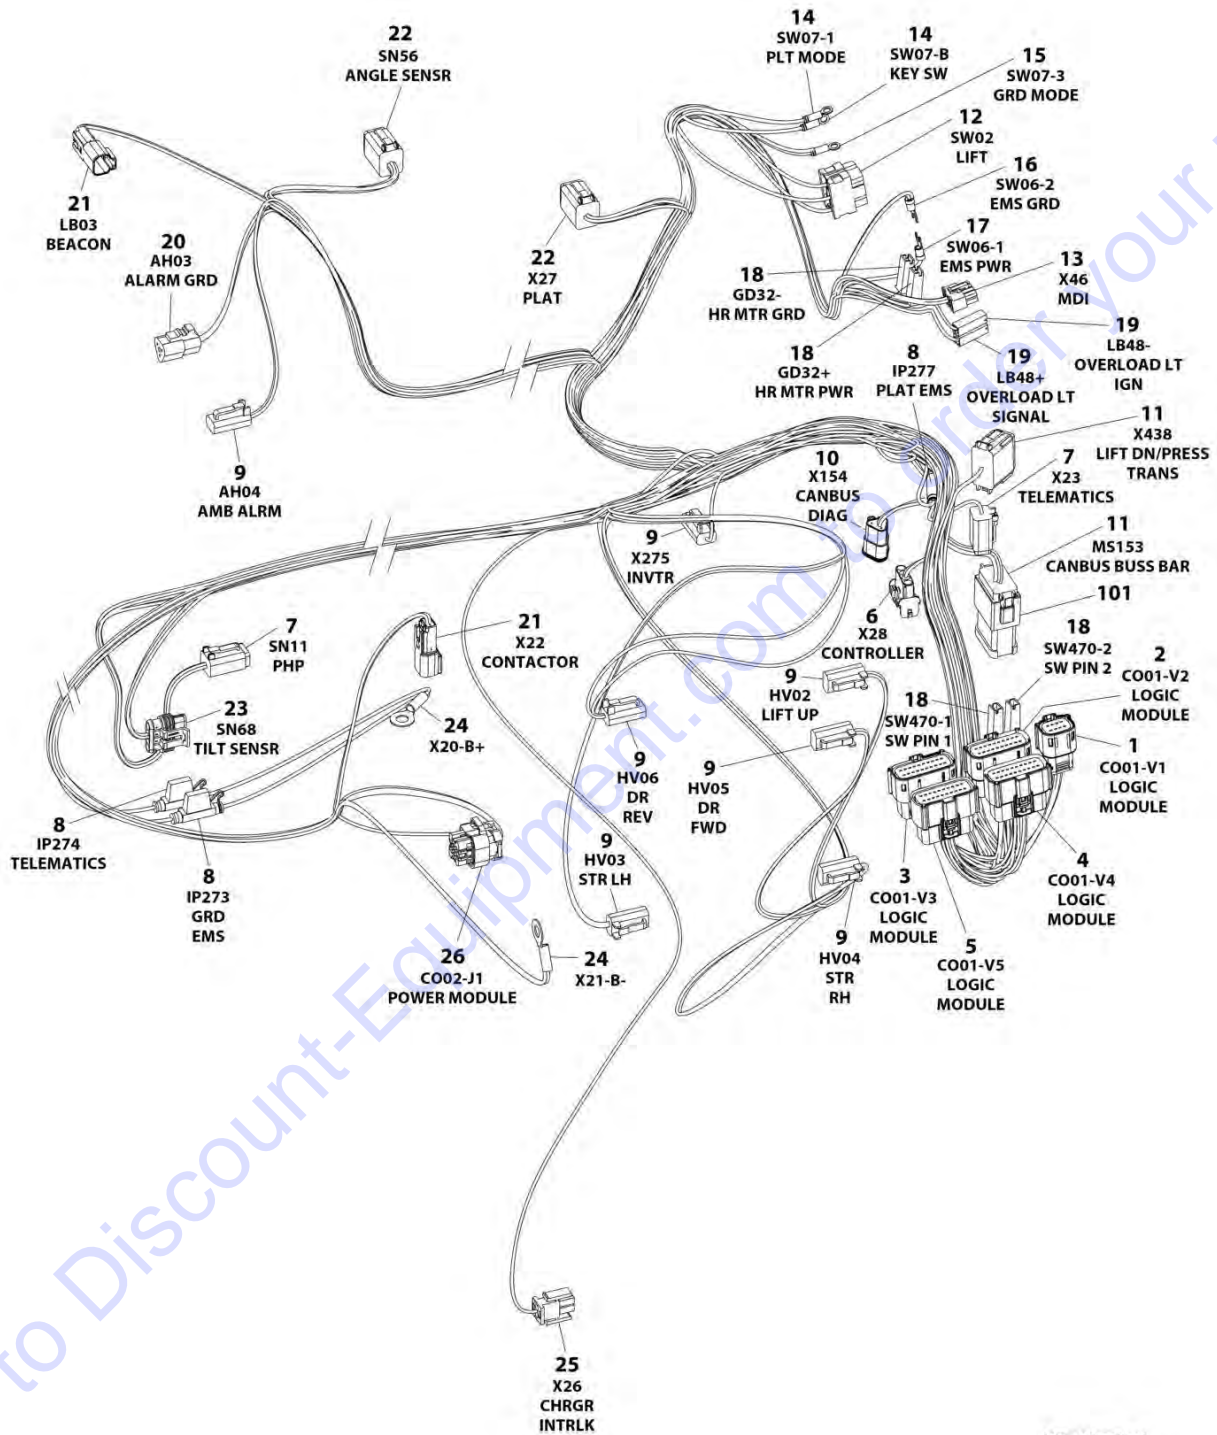 22
SN56
ANGLE SENSR
14
SW07-1
PLT MODE
14
SW07-B
KEY SW
15
SW07-3
GRD MODE
12
SW02
LIFT
16
SW06-2
EMS GRD
17
SW06-1
EMS PWR
13
X46
MDI
21
LB03
BEACON
20
AH03
ALARM GRD
22
X27
PLAT
18
GD32-
HR MTR GRD
18
GD32+
HR MTR PWR
8
IP277
PLAT EMS
19
LB48+
OVERLOAD LT
SIGNAL
19
LB48-
OVERLOAD LT
IGN
11
X438
LIFT DN/PRESS
TRANS
9
AH04
AMB ALRM
10
X154
CANBUS
DIAG
7
X23
TELEMATICS
9
X275
INVTR
11
MS153
CANBUS BUSS BAR
101
6
X28
CONTROLLER
7
SN11
PHP
21
X22
CONTACTOR
18
SW470-2
SW PIN 2
2
CO01-V2
LOGIC
MODULE
23
SN68
TILT SENSR
24
X20-B+
9
HV02
LIFT UP
18
SW470-1
SW PIN 1
1
CO01-V1
LOGIC
MODULE
9
HV06
DR
REV
9
HV05
DR
FWD
8
IP274
TELEMATICS
8
IP273
GRD
EMS
9
HV03
STR LH
26
CO02-J1
POWER MODULE
24
X21-B-
9
HV04
STR
RH
3
CO01-V3
LOGIC
MODULE
5
CO01-V5
LOGIC
MODULE
4
CO01-V4
LOGIC
MODULE
25
X26
CHRGR
INTRLK
to Discount-Equipment.com to order your